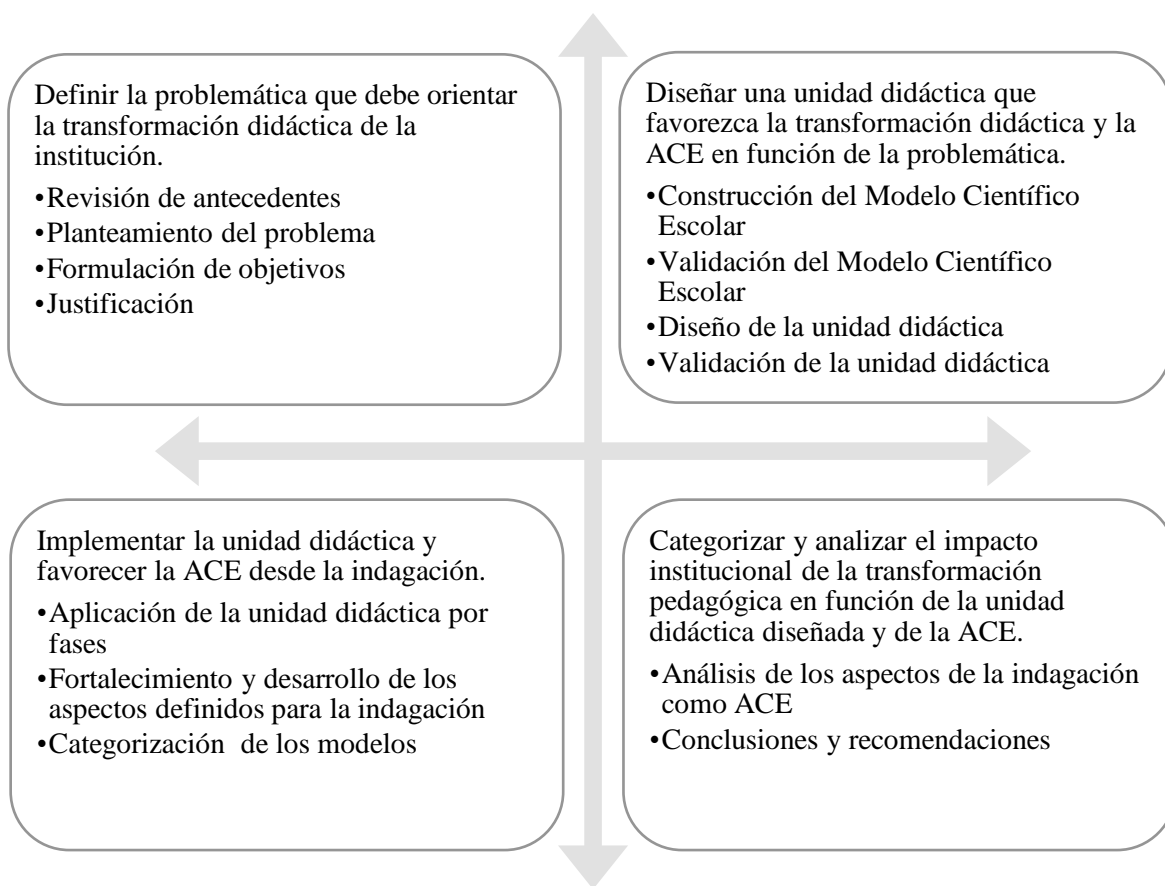 Definir la problemática que debe orientar
la transformación didáctica de la
institución.
•Revisión de antecedentes
•Planteamiento del problema
•Formulación de objetivos
•Justificación
Diseñar una unidad didáctica que
favorezca la transformación didáctica y la
ACE en función de la problemática.
•Construcción del Modelo Científico
Escolar
•Validación del Modelo Científico
Escolar
•Diseño de la unidad didáctica
•Validación de la unidad didáctica
Implementar la unidad didáctica y
favorecer la ACE desde la indagación.
•Aplicación de la unidad didáctica por
fases
•Fortalecimiento y desarrollo de los
aspectos definidos para la indagación
•Categorización de los modelos
Categorizar y analizar el impacto
institucional de la transformación
pedagógica en función de la unidad
didáctica diseñada y de la ACE.
•Análisis de los aspectos de la indagación
como ACE
•Conclusiones y recomendaciones